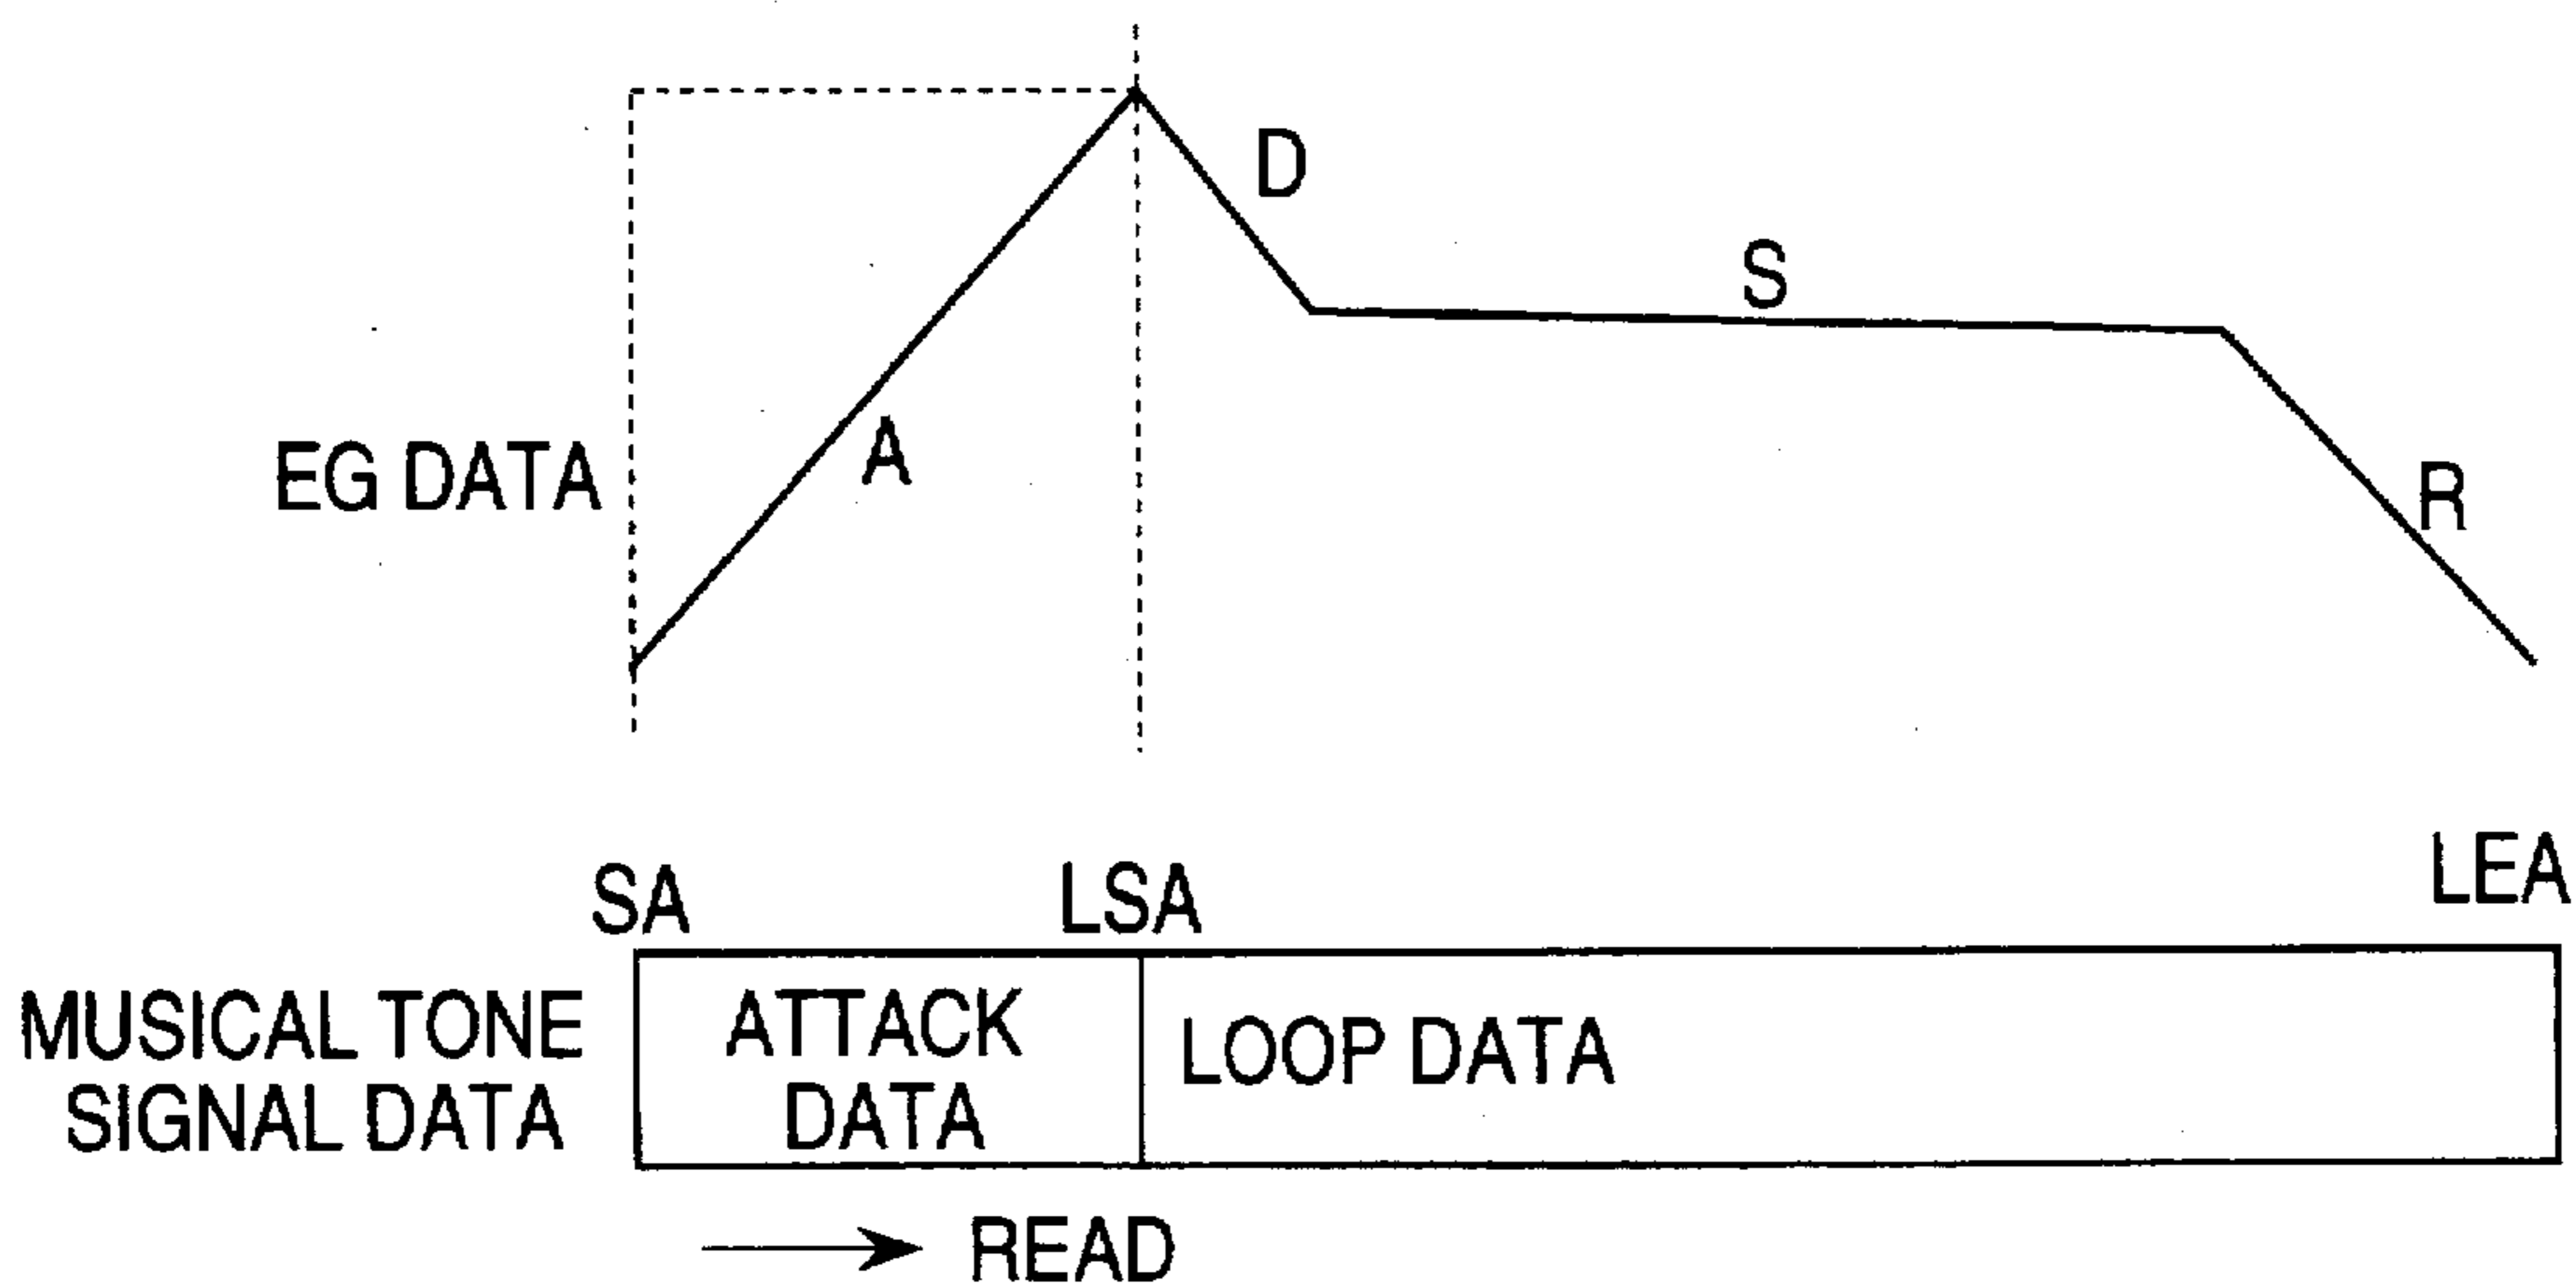 D
S
A
EG DATA
R
SA
LSA
LEA
MUSICAL TONE
SIGNAL DATA
ATTACK
DATA
LOOP DATA
READ